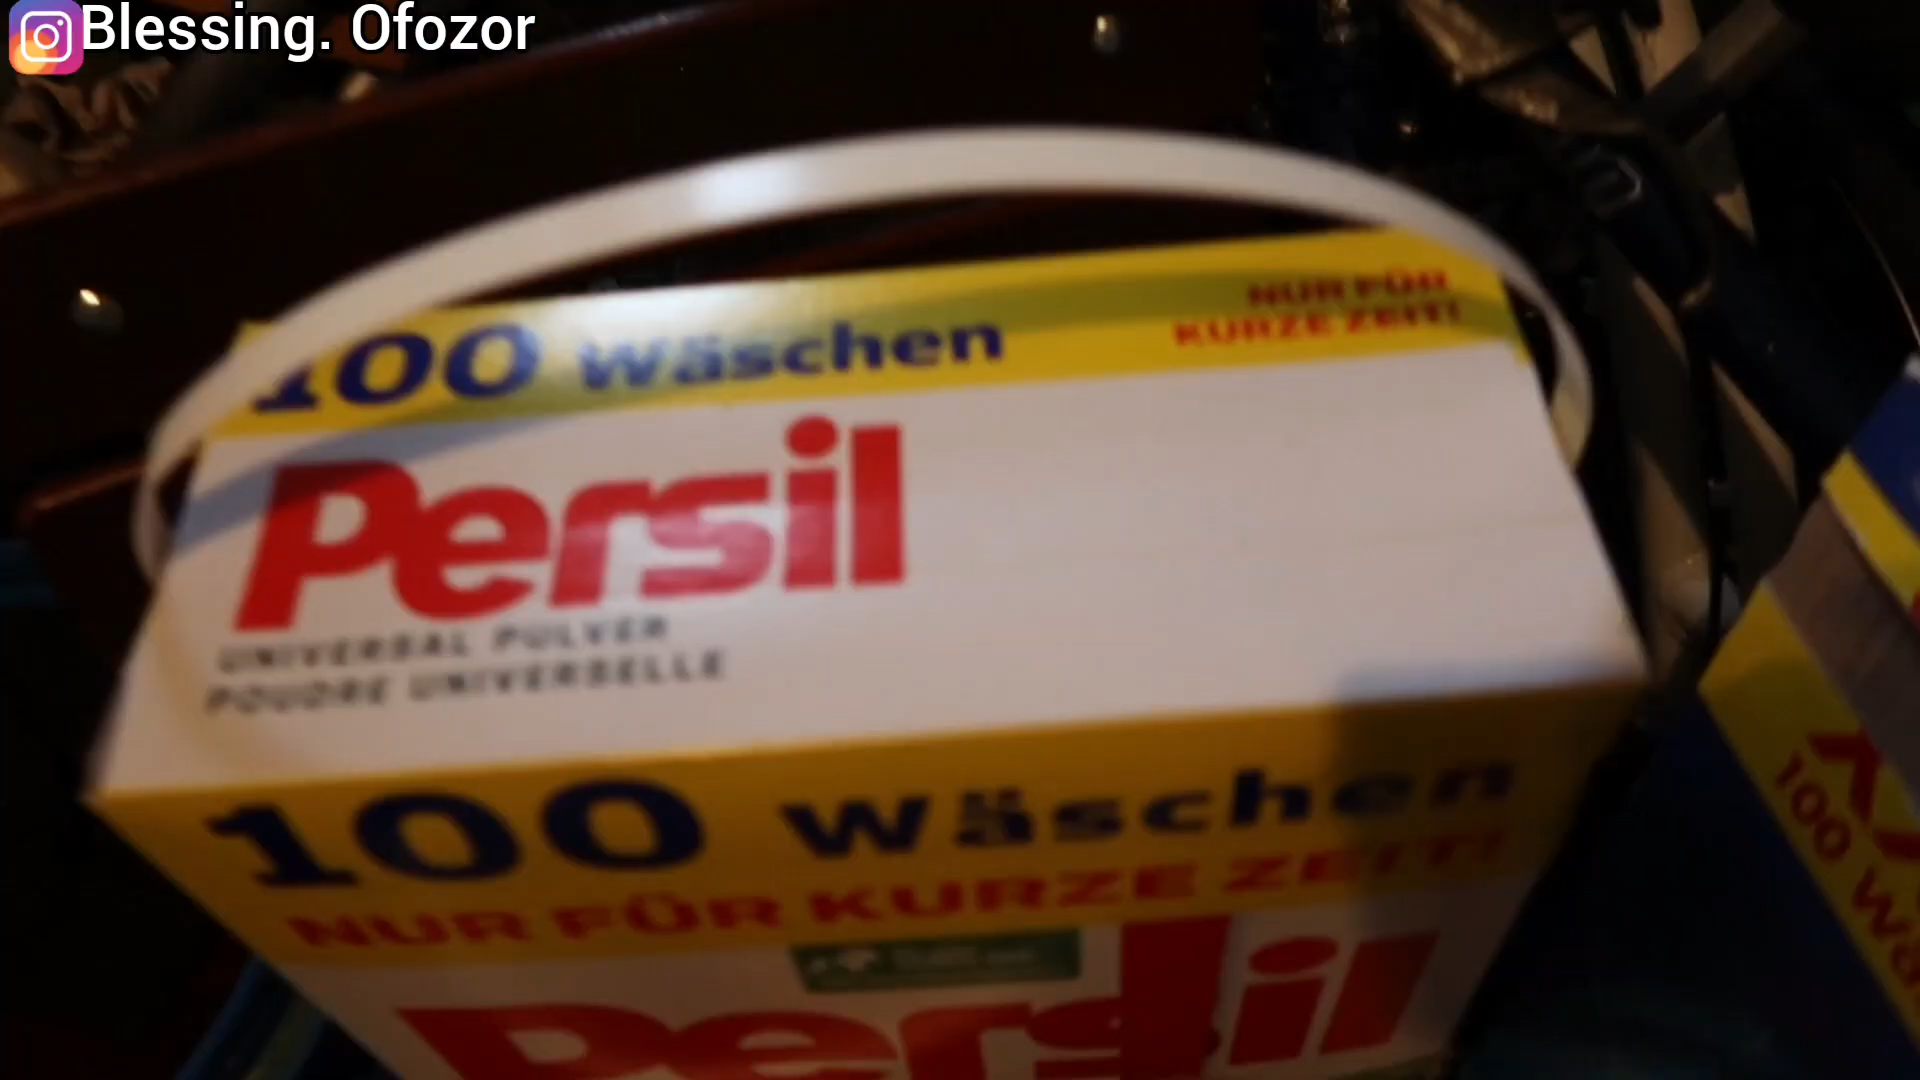 Blessing. Ofozor
100 Wäschen
NUR FÜR
KURZE ZEIT!
Persil
UNIVERSAL PULVER
POUDRE UNIVERSELLE
100 Wäschen
NUR FÜR KURZE ZEIT!
Persil
100